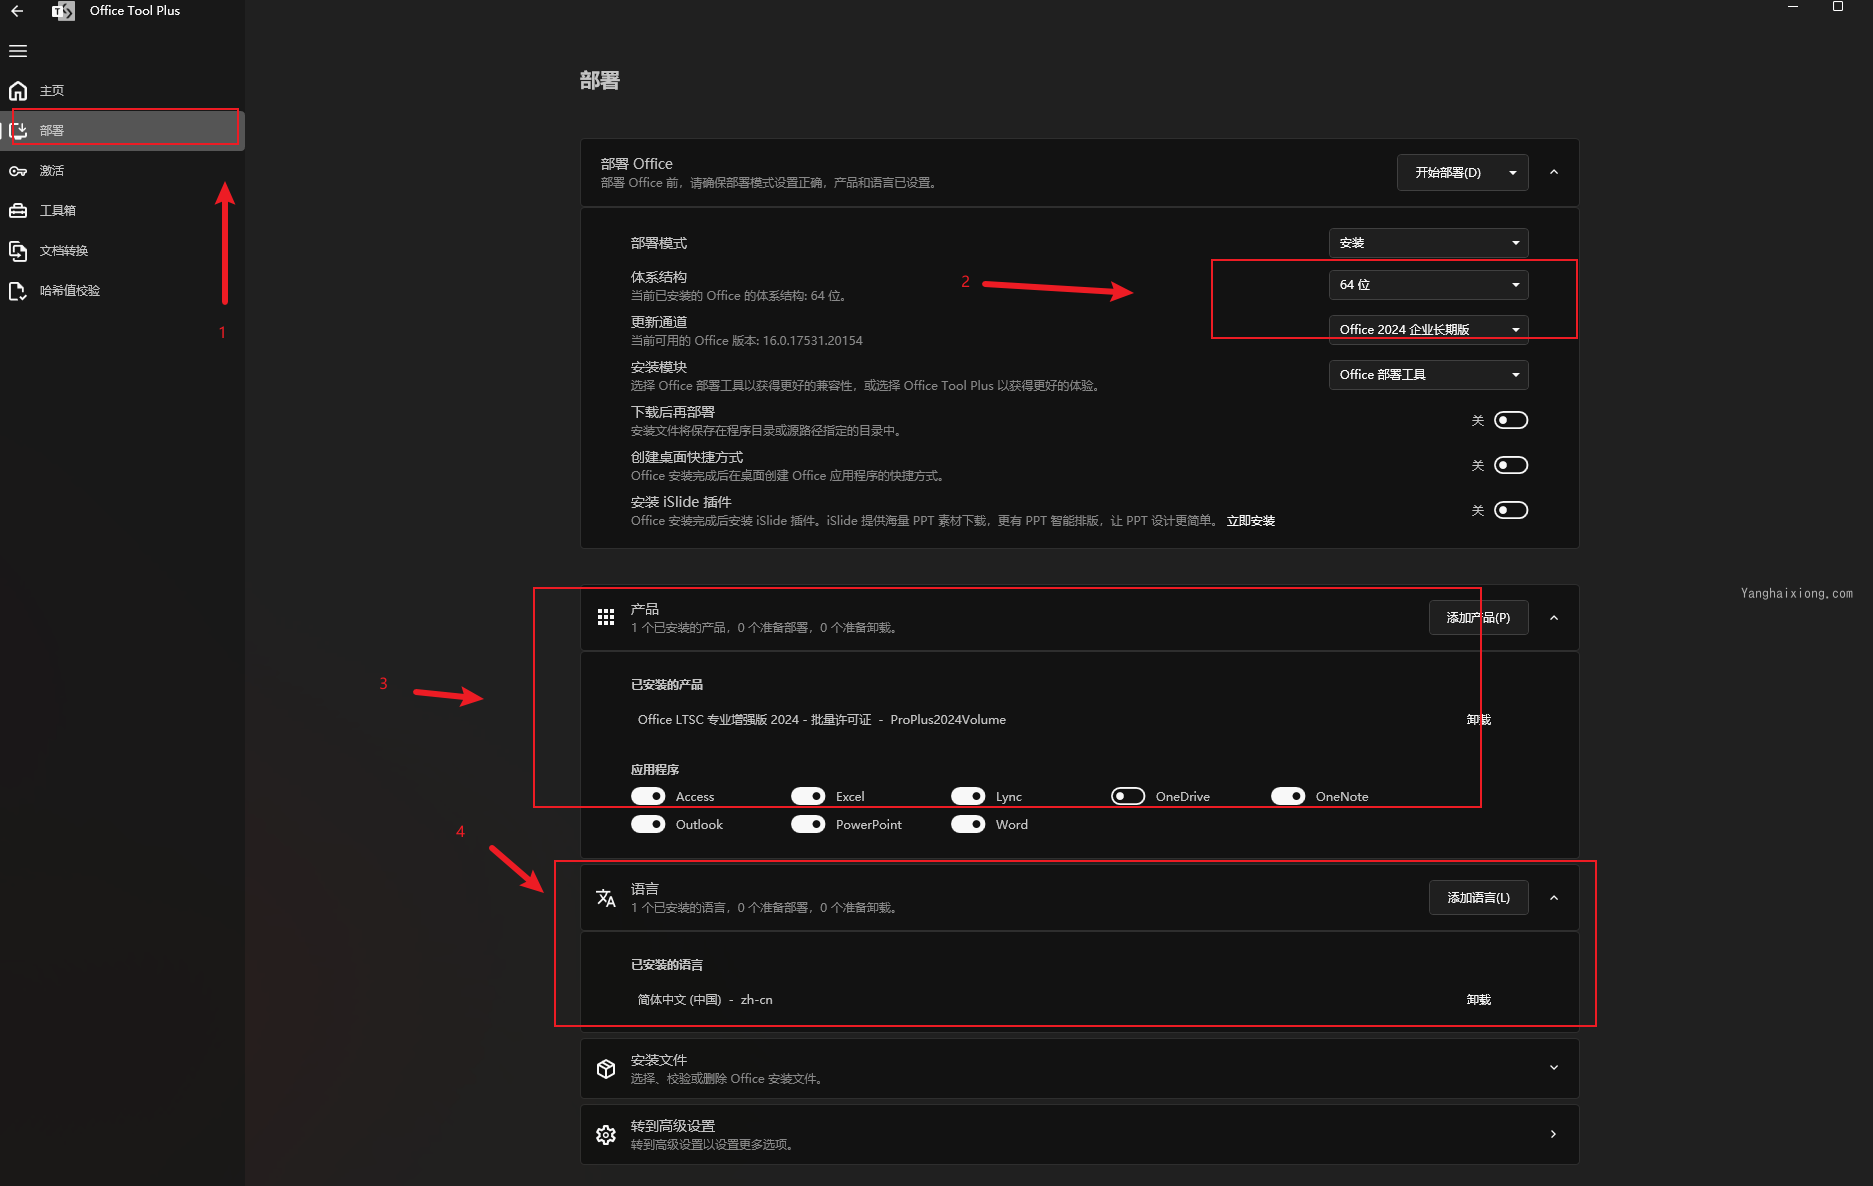 Office Tool Plus
主页
部署
激活
工具箱
文档转换
哈希值校验
1
部署
部署 Office
部署 Office 前，请确保部署模式设置正确，产品和语言已设置。
开始部署(D)
部署模式
安装
2
体系结构
当前已安装的 Office 的体系结构: 64 位。
64 位
更新通道
当前可用的 Office 版本: 16.0.17531.20154
Office 2024 企业长期版
安装模块
选择 Office 部署工具以获得更好的兼容性，或选择 Office Tool Plus 以获得更好的体验。
Office 部署工具
下载后再部署
安装文件将保存在程序目录或源路径指定的目录中。
关
创建桌面快捷方式
Office 安装完成后在桌面创建 Office 应用程序的快捷方式。
关
安装 iSlide 插件
Office 安装完成后安装 iSlide 插件。iSlide 提供海量 PPT 素材下载，更有 PPT 智能排版，让 PPT 设计更简单。 立即安装
关
Yanghaixiong.com
产品
1 个已安装的产品，0 个准备部署，0 个准备卸载。
添加产品(P)
3
已安装的产品
Office LTSC 专业增强版 2024 - 批量许可证 - ProPlus2024Volume
卸载
应用程序
Access Excel Lync OneDrive OneNote
Outlook PowerPoint Word
4
语言
1 个已安装的语言，0 个准备部署，0 个准备卸载。
添加语言(L)
已安装的语言
简体中文 (中国) - zh-cn
卸载
安装文件
选择、校验或删除 Office 安装文件。
转到高级设置
转到高级设置以设置更多选项。